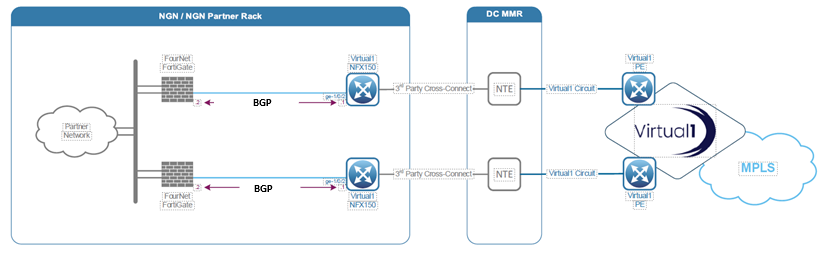 NGN / NGN Partner Rack
DC MMR
FourNet
FortiGate
Virtual1
NFX150
Virtual1
PE
.2
BGP
ge-1/0/2
.1
3rd Party Cross-Connect
NTE
Virtual1 Circuit
Partner
Network
Virtual1
MPLS
.2
BGP
ge-1/0/2
.1
3rd Party Cross-Connect
NTE
Virtual1 Circuit
FourNet
FortiGate
Virtual1
NFX150
Virtual1
PE